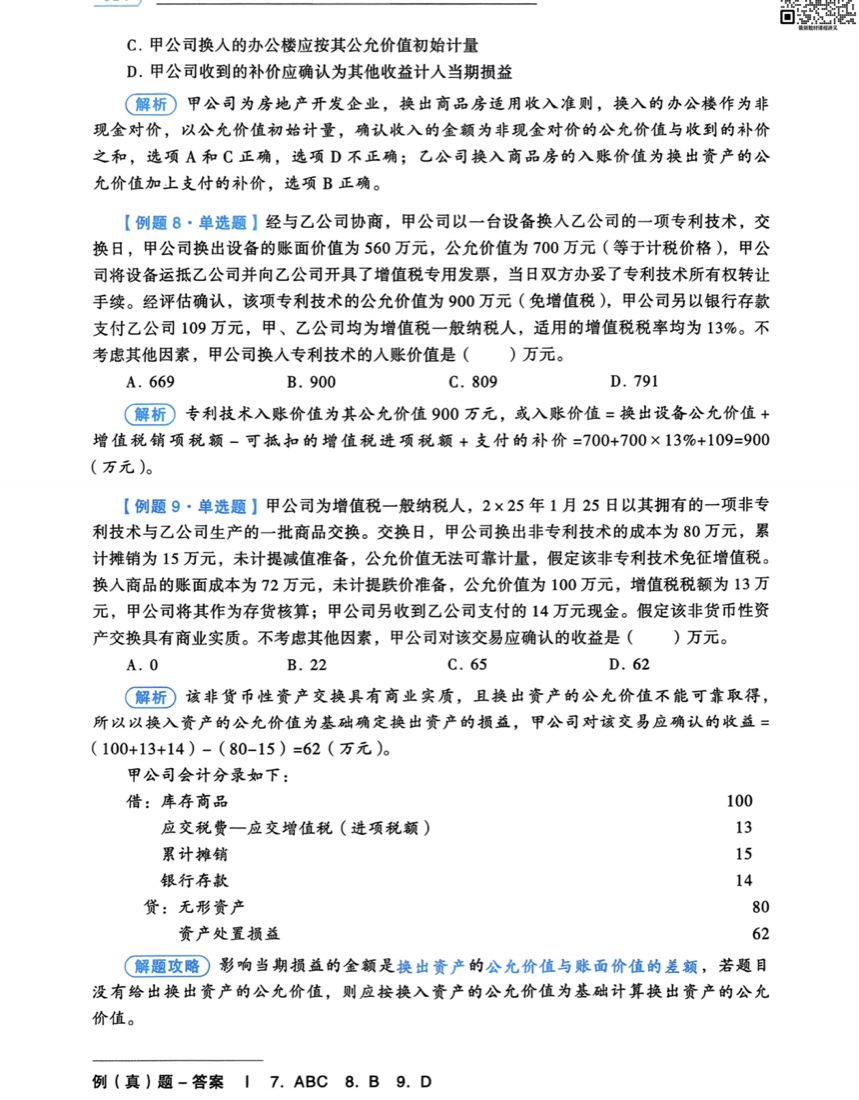 C. 甲公司换入的办公楼应按其公允价值初始计量
D. 甲公司收到的补价应确认为其他收益计入当期损益
解析 甲公司为房地产开发企业，换出商品房适用收入准则，换入的办公楼作为非
现金对价，以公允价值初始计量，确认收入的金额为非现金对价的公允价值与收到的补价
之和，选项 A 和 C 正确，选项 D 不正确；乙公司换入商品房的入账价值为换出资产的公
允价值加上支付的补价，选项 B 正确。
【例题 8·单选题】经与乙公司协商，甲公司以一台设备换入乙公司的一项专利技术，交
换日，甲公司换出设备的账面价值为 560 万元，公允价值为 700 万元（等于计税价格），甲公
司将设备运抵乙公司并向乙公司开具了增值税专用发票，当日双方办妥了专利技术所有权转让
手续。经评估确认，该项专利技术的公允价值为 900 万元（免增值税），甲公司另以银行存款
支付乙公司 109 万元，甲、乙公司均为增值税一般纳税人，适用的增值税税率均为 13%。不
考虑其他因素，甲公司换入专利技术的入账价值是（  ）万元。
A. 669 B. 900 C. 809 D. 791
解析 专利技术入账价值为其公允价值 900 万元，或入账价值 = 换出设备公允价值 +
增值税销项税额 - 可抵扣的增值税进项税额 + 支付的补价 =700+700×13%+109=900
（万元）。
【例题 9·单选题】甲公司为增值税一般纳税人，2×25 年 1 月 25 日以其拥有的一项非专
利技术与乙公司生产的一批商品交换。交换日，甲公司换出非专利技术的成本为 80 万元，累
计摊销为 15 万元，未计提减值准备，公允价值无法可靠计量，假定该非专利技术免征增值税。
换入商品的账面成本为 72 万元，未计提跌价准备，公允价值为 100 万元，增值税税额为 13 万
元，甲公司将其作为存货核算；甲公司另收到乙公司支付的 14 万元现金。假定该非货币性资
产交换具有商业实质。不考虑其他因素，甲公司对该交易应确认的收益是（  ）万元。
A. 0 B. 22 C. 65 D. 62
解析 该非货币性资产交换具有商业实质，且换出资产的公允价值不能可靠取得，
所以以换入资产的公允价值为基础确定换出资产的损益，甲公司对该交易应确认的收益 =
（100+13+14）-（80-15）=62（万元）。
甲公司会计分录如下：
借：库存商品 100
应交税费—应交增值税（进项税额） 13
累计摊销 15
银行存款 14
贷：无形资产 80
资产处置损益 62
解题攻略 影响当期损益的金额是换出资产的公允价值与账面价值的差额，若题目
没有给出换出资产的公允价值，则应按换入资产的公允价值为基础计算换出资产的公允
价值。
例（真）题 - 答案 | 7. ABC 8. B 9. D